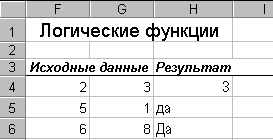 F G H I
1 Логические функции
2
3 Исходные данные Результат
4 2 3 3
5 5 1 да
6 6 8 Да